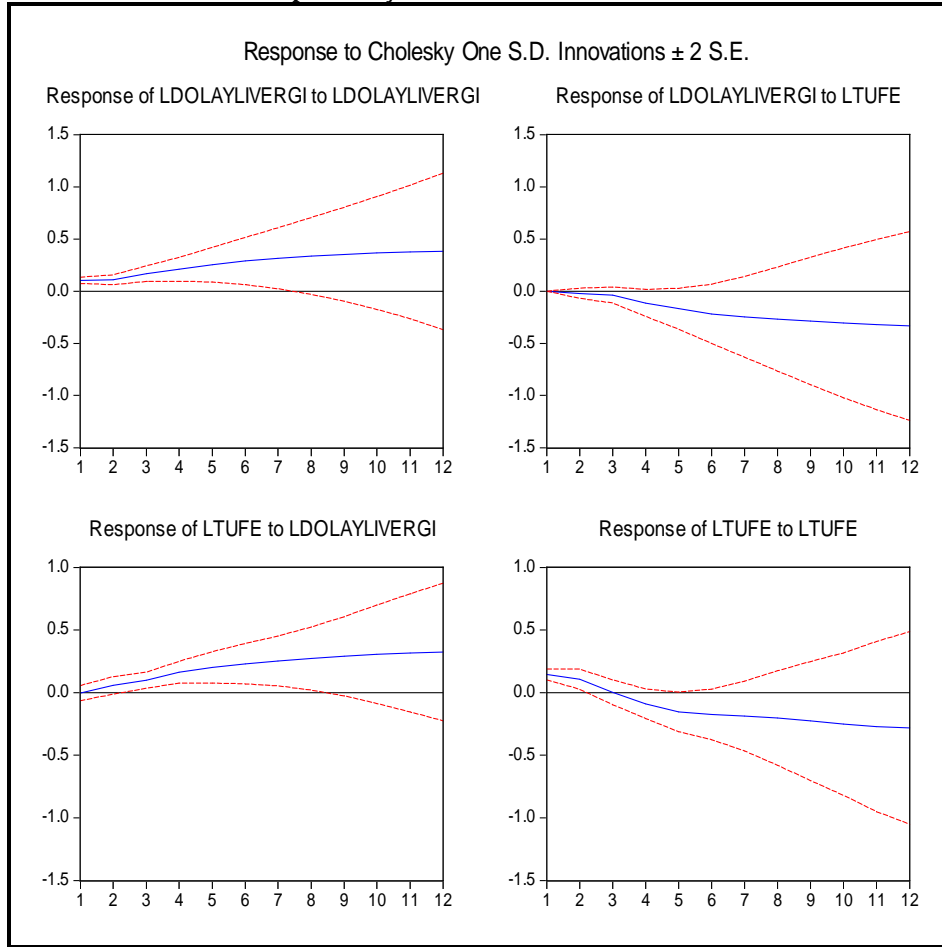 Response to Cholesky One S.D. Innovations ± 2 S.E.
Response of LDOLAYLIVERGI to LDOLAYLIVERGI
1.5
1.0
0.5
0.0
-0.5
-1.0
-1.5
1 2 3 4 5 6 7 8 9 10 11 12
Response of LDOLAYLIVERGI to LTUFE
1.5
1.0
0.5
0.0
-0.5
-1.0
-1.5
1 2 3 4 5 6 7 8 9 10 11 12
Response of LTUFE to LDOLAYLIVERGI
1.0
0.5
0.0
-0.5
-1.0
-1.5
1 2 3 4 5 6 7 8 9 10 11 12
Response of LTUFE to LTUFE
1.0
0.5
0.0
-0.5
-1.0
-1.5
1 2 3 4 5 6 7 8 9 10 11 12